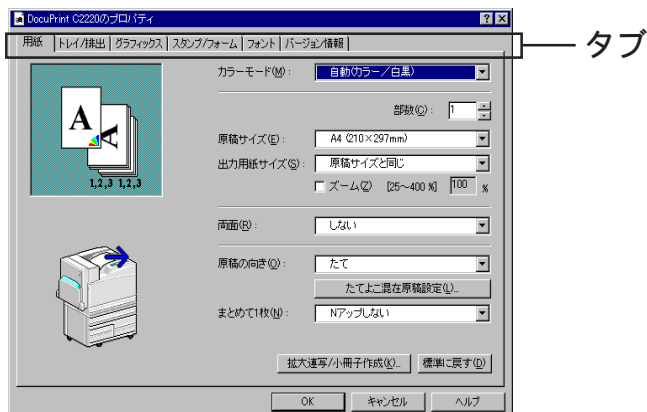 DocuPrint C2220のプロパティ
用紙 トレイ/排出 グラフィックス スタンプ/フォーム フォント バージョン情報
タブ
カラーモード(M): 自動(カラー/白黒)
部数(C): 1
A A
1,2,3 1,2,3
原稿サイズ(E): A4 (210×297mm)
出力用紙サイズ(S): 原稿サイズと同じ
ズーム(Z) [25~400 %] 100 %
両面(R): しない
原稿の向き(O): たて
たてよこ混在原稿設定(L)...
まとめて1枚(N): Nアップしない
拡大連写/小冊子作成(K)... 標準に戻す(D)
OK キャンセル ヘルプ